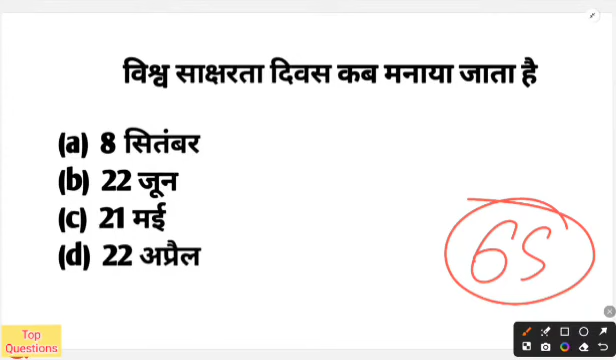 विश्व साक्षरता दिवस कब मनाया जाता है
(a) 8 सितंबर
(b) 22 जून
(c) 21 मई
(d) 22 अप्रैल
6S
Top
Questions